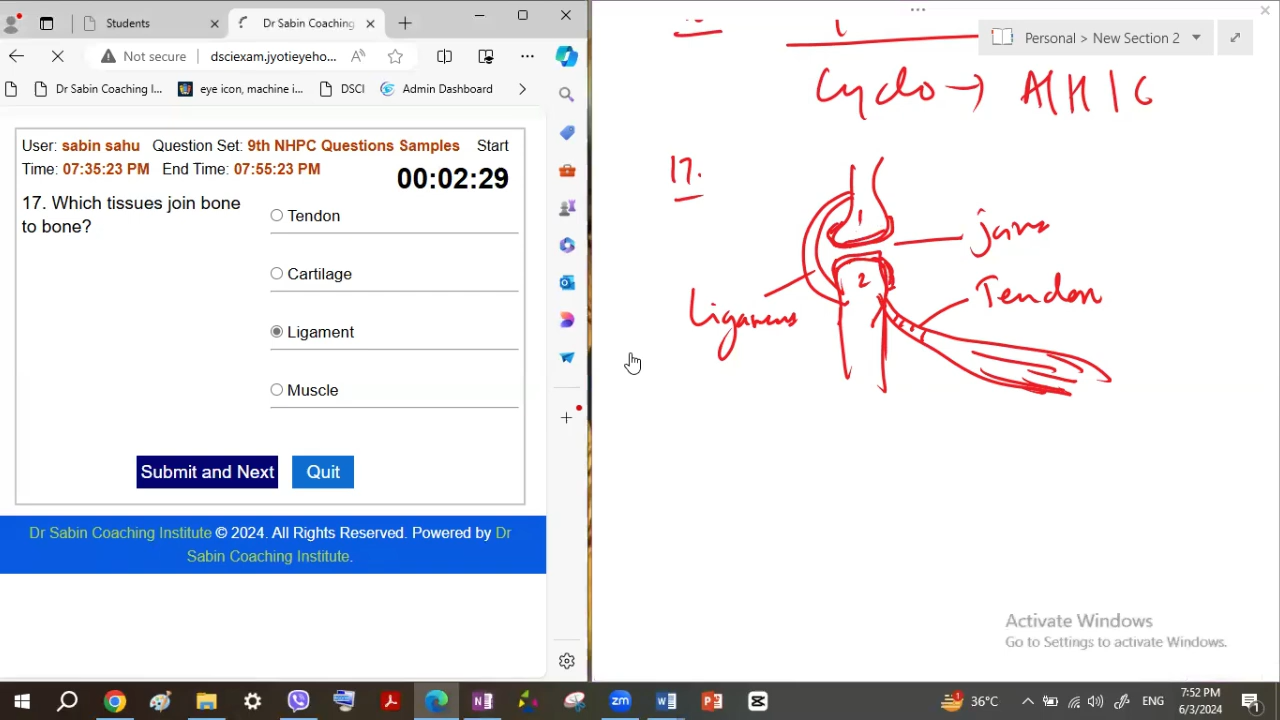 Students
Dr Sabin Coaching
Not secure
dsciexam.jyotieyeho...
Dr Sabin Coaching I...
eye icon, machine i...
DSCI
Admin Dashboard
User: sabin sahu Question Set: 9th NHPC Questions Samples Start
Time: 07:35:23 PM End Time: 07:55:23 PM
00:02:29
17. Which tissues join bone
to bone?
Tendon
Cartilage
Ligament
Muscle
Submit and Next
Quit
Dr Sabin Coaching Institute © 2024. All Rights Reserved. Powered by Dr
Sabin Coaching Institute.
Personal > New Section 2
Cyclo → A/H/G
17.
1
2
Tendon
Activate Windows
Go to Settings to activate Windows.
36°C
ENG
7:52 PM
6/3/2024